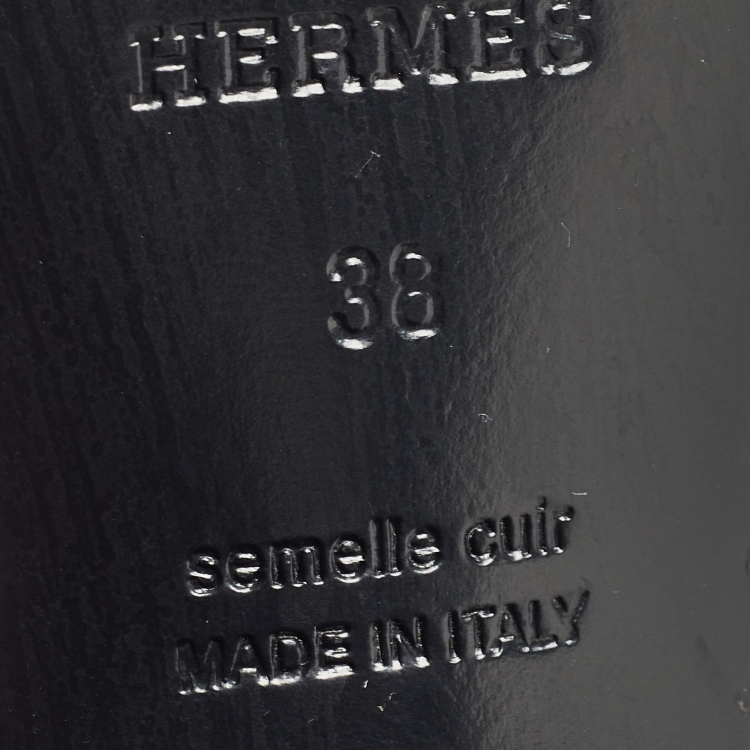 HERMES
38
semelle cuir
MADE IN ITALY